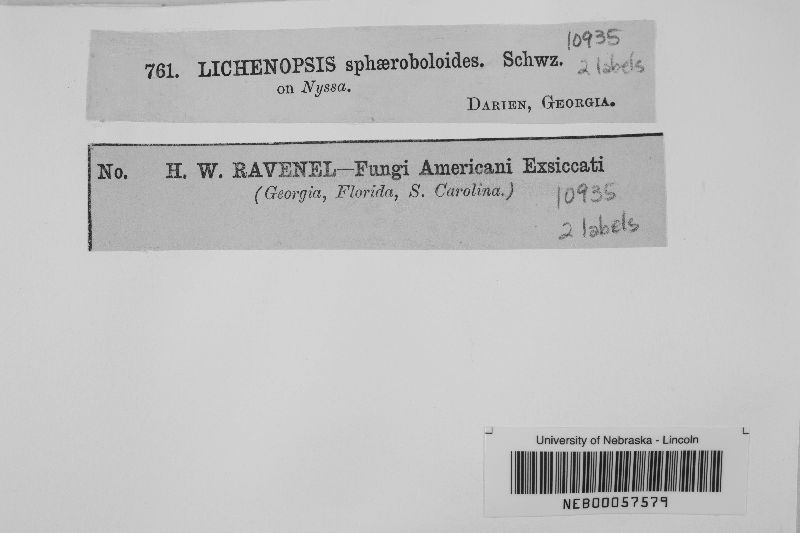 761. LICHENOPSIS sphæroboloides. Schwz. 10935
on Nyssa. 2 labels
DARIEN, GEORGIA.
No. H. W. RAVENEL—Fungi Americani Exsiccati
(Georgia, Florida, S. Carolina.) 10935
2 labels
University of Nebraska - Lincoln
NEB00057579